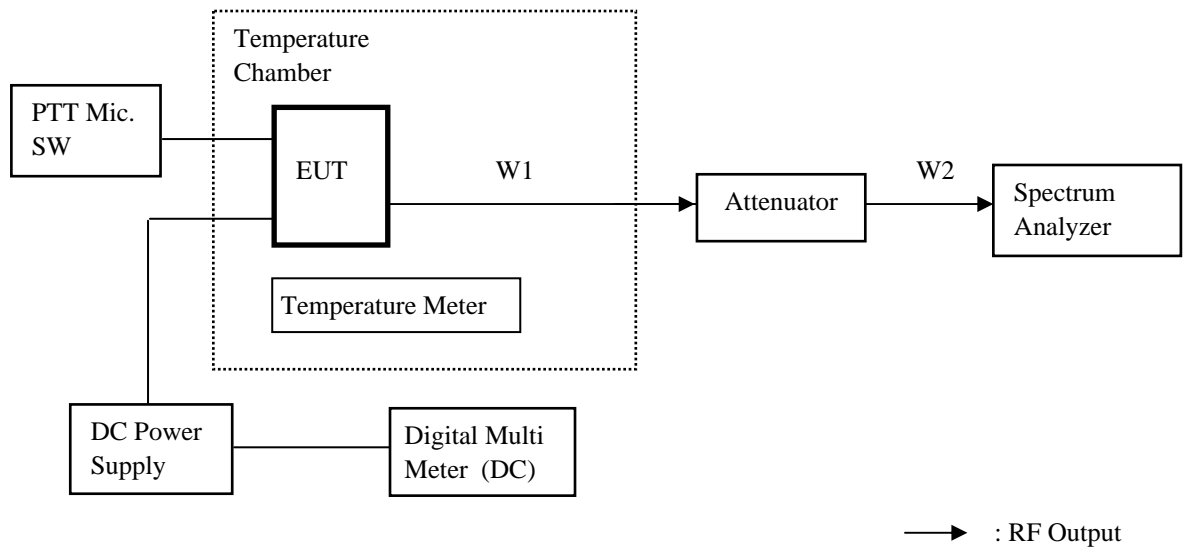 Temperature
Chamber
PTT Mic.
SW
EUT
W1
Attenuator
W2
Spectrum
Analyzer
Temperature Meter
DC Power
Supply
Digital Multi
Meter (DC)
: RF Output